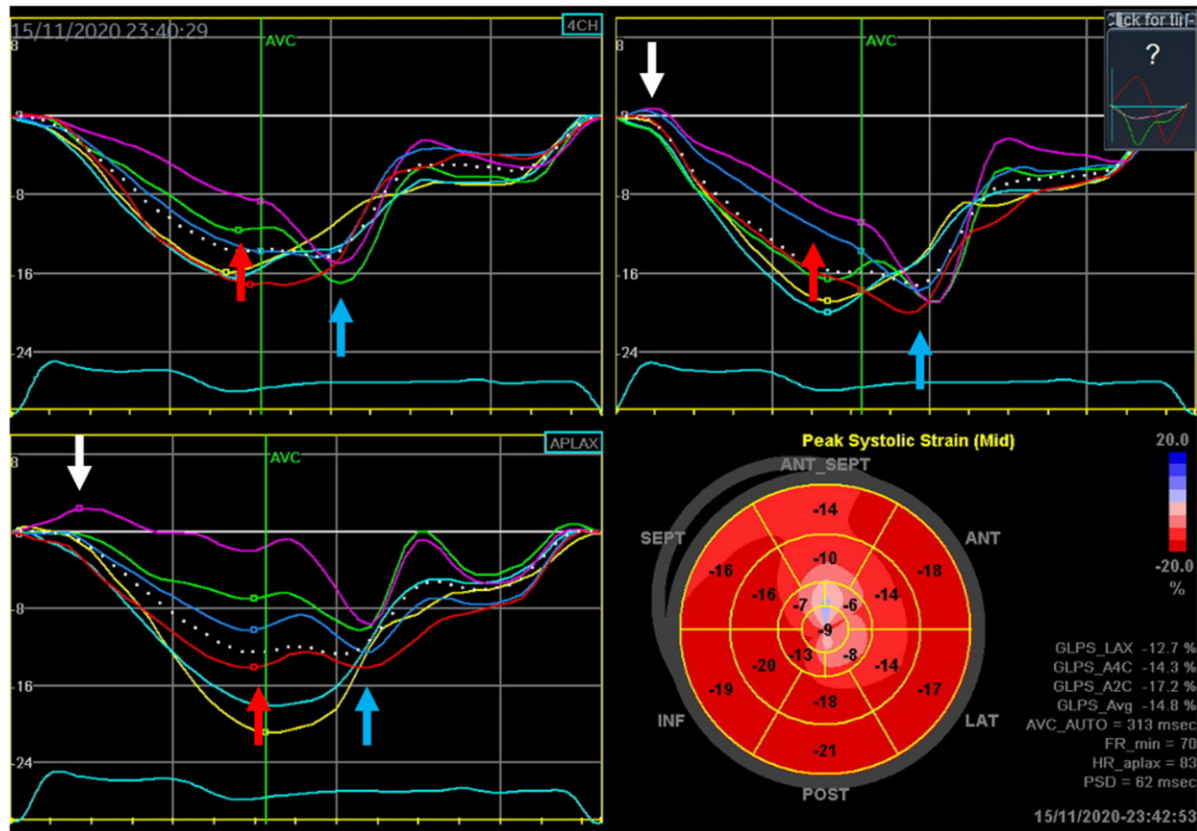 15/11/2020 23:40:29
4CH
8
AVC
-8
-16
-24
Click for
?
8
AVC
-8
-16
-24
APLAX
8
AVC
-8
-16
-24
Peak Systolic Strain (Mid)
ANT_SEPT
SEPT
ANT
INF
LAT
POST
-14
-16
-18
-10
-16
-14
-7
-6
-9
-13
-8
-20
-14
-19
-17
-18
-21
20.0
-20.0
%
GLPS_LAX -12.7 %
GLPS_A4C -14.3 %
GLPS_A2C -17.2 %
GLPS_Avg -14.8 %
AVC_AUTO = 313 msec
FR_min = 70
HR_aplax = 83
PSD = 62 msec
15/11/2020-23:42:53